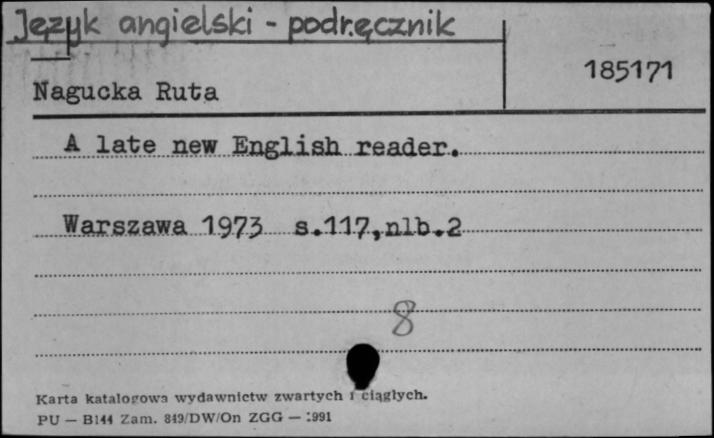 Język angielski - podręcznik
185171
Nagucka Ruta
A late new English reader.
Warszawa 1973 s.117,nlb.2
8
Karta katalogowa wydawnictw zwartych i ciągłych.
PU — B144 Zam. 849/DW/On ZGG — 1991